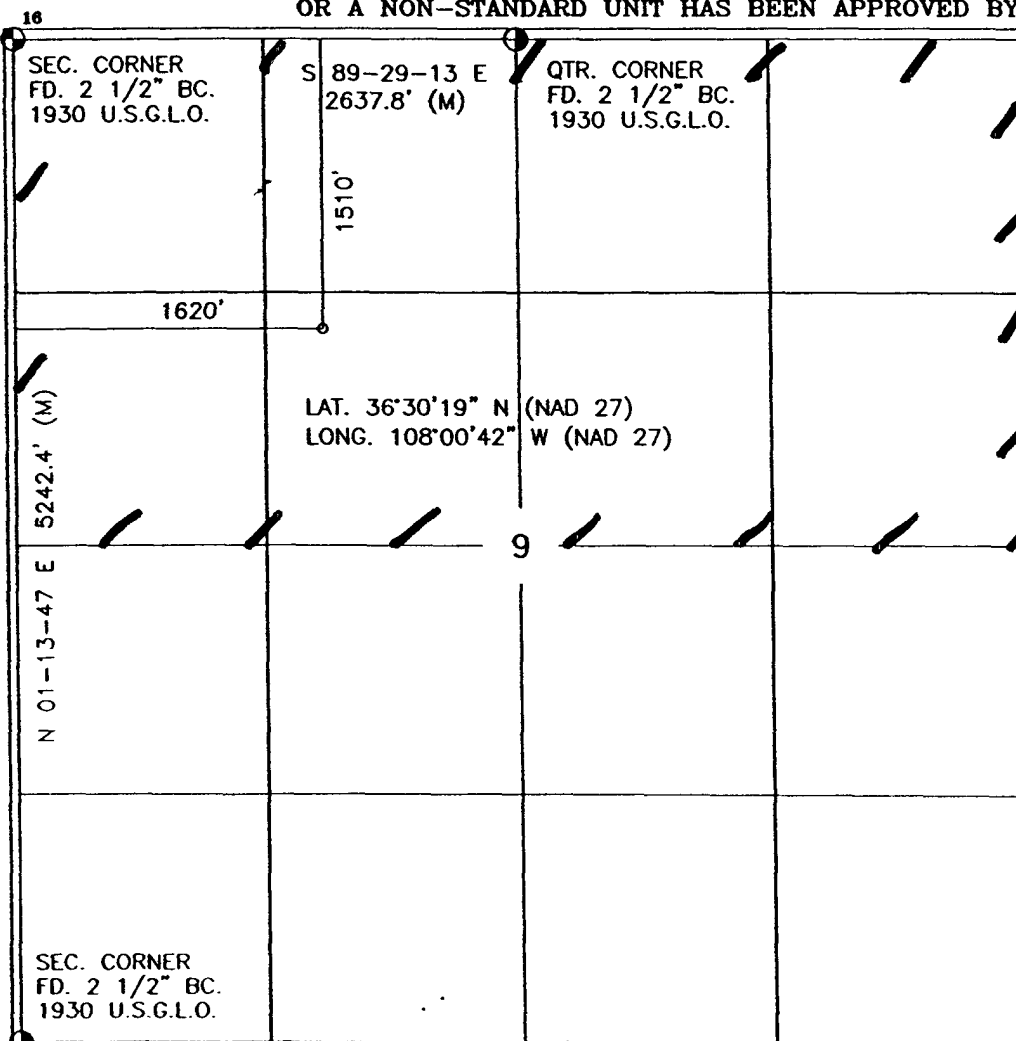 OR A NON-STANDARD UNIT HAS BEEN APPROVED BY
16
SEC. CORNER
FD. 2 1/2" BC.
1930 U.S.G.L.O.
S 89-29-13 E
2637.8' (M)
QTR. CORNER
FD. 2 1/2" BC.
1930 U.S.G.L.O.
1510'
1620'
LAT. 36°30'19" N (NAD 27)
LONG. 108°00'42" W (NAD 27)
N 01-13-47 E 5242.4' (M)
9
SEC. CORNER
FD. 2 1/2" BC.
1930 U.S.G.L.O.